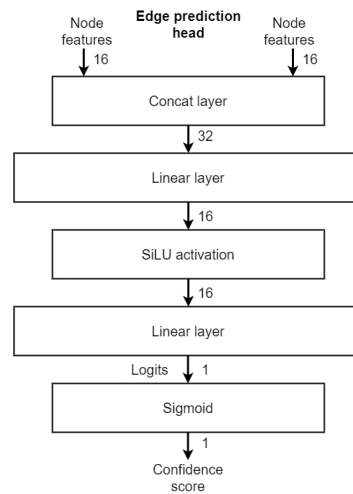 Node
features
Edge prediction
head
Node
features
16
16
Concat layer
32
Linear layer
16
SiLU activation
16
Linear layer
Logits 1
Sigmoid
1
Confidence
score